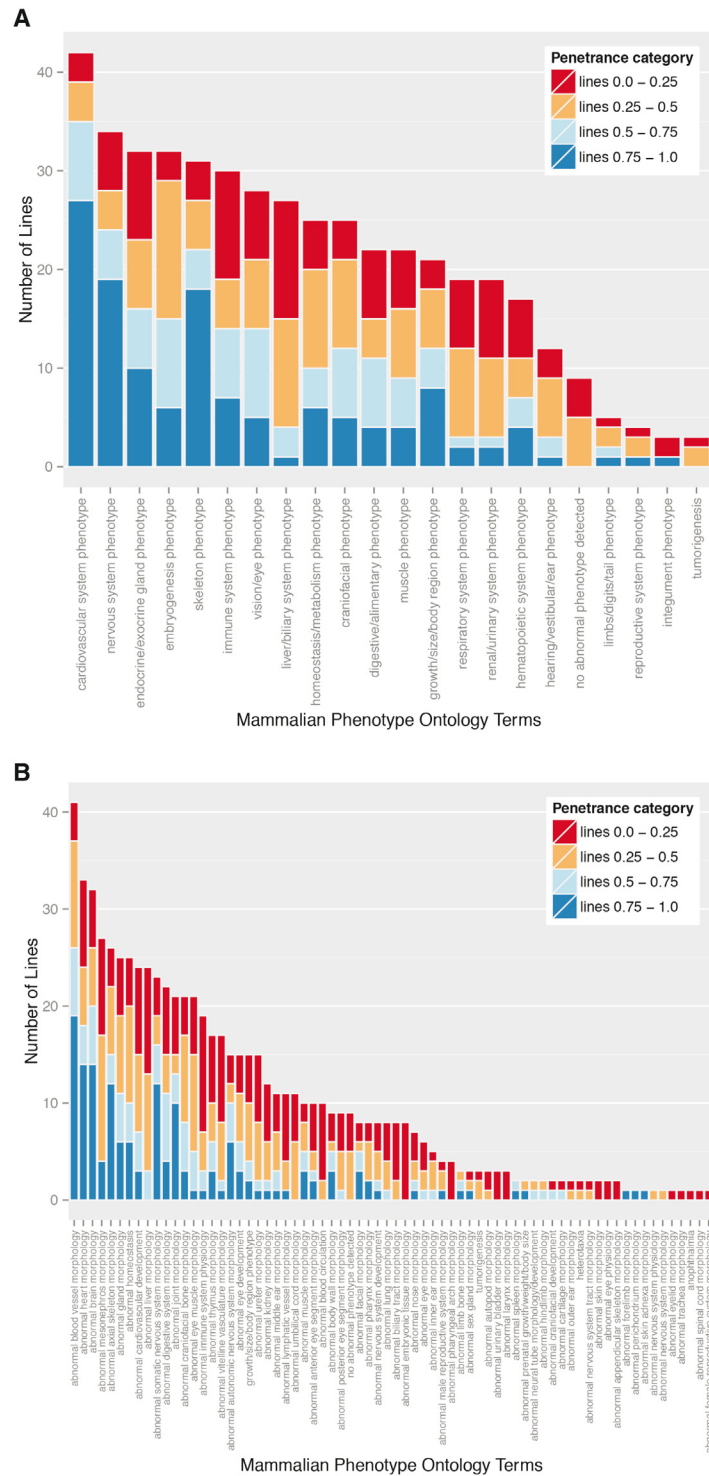 A
Penetrance category
lines 0.0 – 0.25
lines 0.25 – 0.5
lines 0.5 – 0.75
lines 0.75 – 1.0
Number of Lines
40
30
20
10
0
cardiovascular system phenotype
nervous system phenotype
endocrine/exocrine gland phenotype
embryogenesis phenotype
skeleton phenotype
immune system phenotype
vision/eye phenotype
liver/biliary system phenotype
homeostasis/metabolism phenotype
craniofacial phenotype
digestive/alimentary phenotype
muscle phenotype
growth/size/body region phenotype
respiratory system phenotype
renal/urinary system phenotype
hematopoietic system phenotype
hearing/vestibular/ear phenotype
no abnormal phenotype detected
limbs/digits/tail phenotype
reproductive system phenotype
integument phenotype
tumorigenesis
Mammalian Phenotype Ontology Terms
B
Penetrance category
lines 0.0 – 0.25
lines 0.25 – 0.5
lines 0.5 – 0.75
lines 0.75 – 1.0
Number of Lines
40
30
20
10
0
abnormal blood vessel morphology
abnormal heart morphology
abnormal brain morphology
abnormal mesonephros morphology
abnormal axial skeleton morphology
abnormal gland morphology
abnormal homeostasis
abnormal cardiovascular development
abnormal liver morphology
abnormal somatic nervous system morphology
abnormal digestive system morphology
abnormal joint morphology
abnormal craniofacial bone morphology
abnormal eye muscle morphology
abnormal immune system physiology
abnormal thymus morphology
abnormal vitelline vasculature morphology
abnormal autonomic nervous system morphology
abnormal eye development
growth/size/body region phenotype
abnormal ureter morphology
abnormal kidney morphology
abnormal middle ear morphology
abnormal lymphatic vessel morphology
abnormal umbilical cord morphology
abnormal muscle morphology
abnormal anterior eye segment morphology
abnormal blood circulation
abnormal body wall morphology
abnormal posterior eye segment morphology
no abnormal phenotype detected
abnormal facial morphology
abnormal pharynx morphology
abnormal nervous system development
abnormal lung morphology
abnormal biliary tract morphology
abnormal embryonic tissue morphology
abnormal nose morphology
abnormal eye morphology
abnormal inner ear morphology
abnormal male reproductive system morphology
abnormal pharyngeal arch morphology
abnormal limb bone morphology
abnormal sex gland morphology
tumorigenesis
abnormal autopod morphology
abnormal urinary bladder morphology
abnormal larynx morphology
abnormal spleen morphology
abnormal prenatal growth/weight/body size
abnormal neural tube morphology/development
abnormal hindlimb morphology
abnormal craniofacial development
abnormal cartilage morphology
abnormal outer ear morphology
heterotaxia
abnormal nervous system tract morphology
abnormal skin morphology
abnormal eye physiology
abnormal appendicular skeleton morphology
abnormal forelimb morphology
abnormal perichondrium morphology
abnormal skeleton morphology
abnormal nervous system physiology
abnormal nervous system morphology
abnormal eyelid morphology
abnormal trachea morphology
anophthalmia
abnormal spinal cord morphology
Mammalian Phenotype Ontology Terms